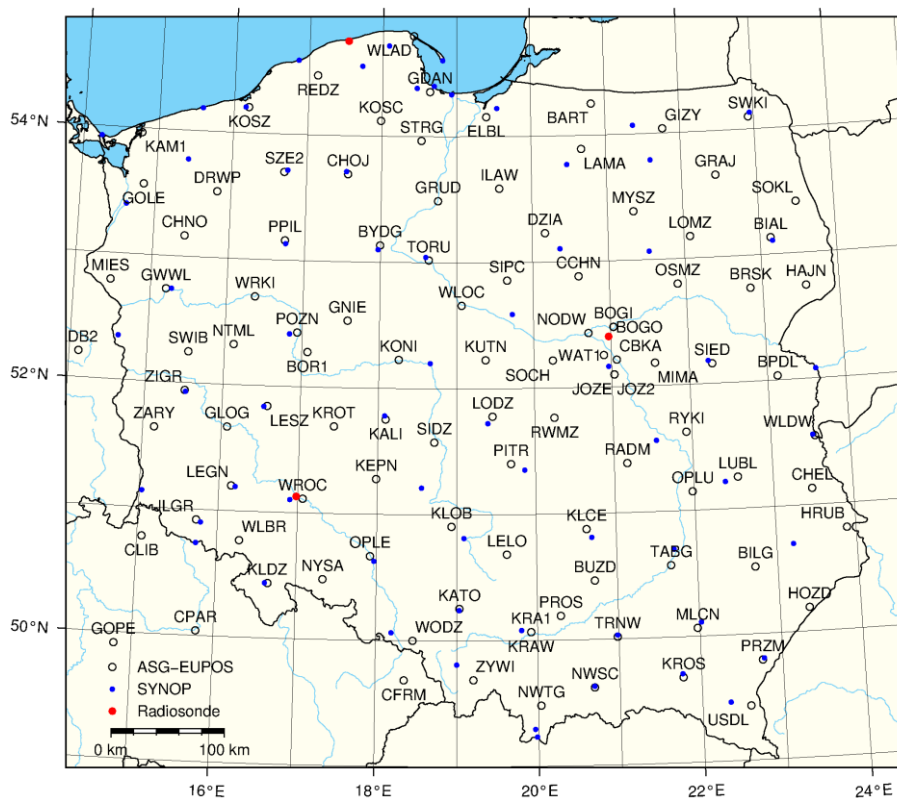 WLAD
GDAN
REDZ
KOSC
KOSZ
STRG
ELBL
BART
GIZY
SWKI
54°N
KAM1
SZE2
CHOJ
LAMA
GRAJ
DRWP
ILAW
GOLE
GRUD
MYSZ
SOKL
CHNO
PPIL
BYDG
DZIA
LOMZ
BIAL
TORU
MIES
GWWL
SIPC
CCHN
OSMZ
BRSK
HAJN
WRKI
WLOC
GNIE
BOGI
NODW
BOGO
DB2
SWIB
NTML
POZN
KONI
KUTN
WAT1
CBKA
SIED
BOR1
SOCH
MIMA
BPDL
52°N
ZIGR
JOZE
JOZ2
ZARY
GLOG
LESZ
KROT
KALI
SIDZ
LODZ
RWMZ
RYKI
WLDW
PITR
RADM
LEGN
KEPN
OPLU
LUBL
CHEL
WROC
JLGR
KLOB
KLCE
HRUB
CLIB
WLBR
OPLE
LELO
TABG
BILG
KLDZ
NYSA
BUZD
HOZD
KATO
PROS
CPAR
KRA1
TRNW
MLCN
50°N
GOPE
WODZ
KRAW
PRZM
ASG-EUPOS
ZYWI
NWSC
KROS
SYNOP
CFRM
NWTG
USDL
Radiosonde
0 km
100 km
16°E
18°E
20°E
22°E
24°E